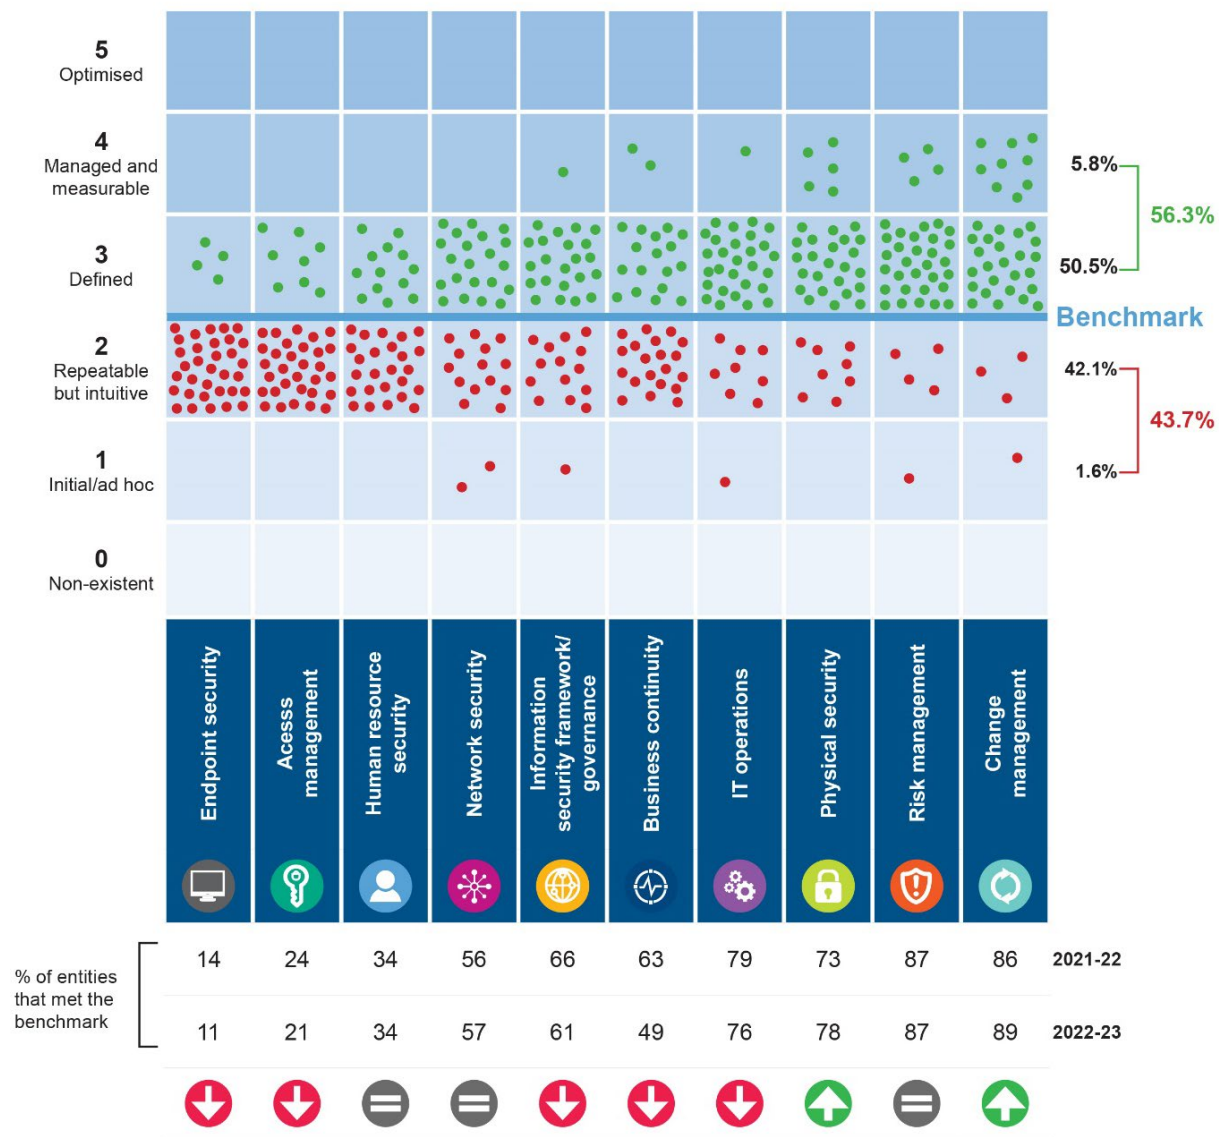 5
Optimised
4
Managed and
measurable
5.8%
56.3%
3
Defined
50.5%
Benchmark
2
Repeatable
but intuitive
42.1%
43.7%
1
Initial/ad hoc
1.6%
0
Non-existent
Endpoint security
Acesss
management
Human resource
security
Network security
Information
security framework/
governance
Business continuity
IT operations
Physical security
Risk management
Change
management
% of entities
that met the
benchmark
14 24 34 56 66 63 79 73 87 86 2021-22
11 21 34 57 61 49 76 78 87 89 2022-23